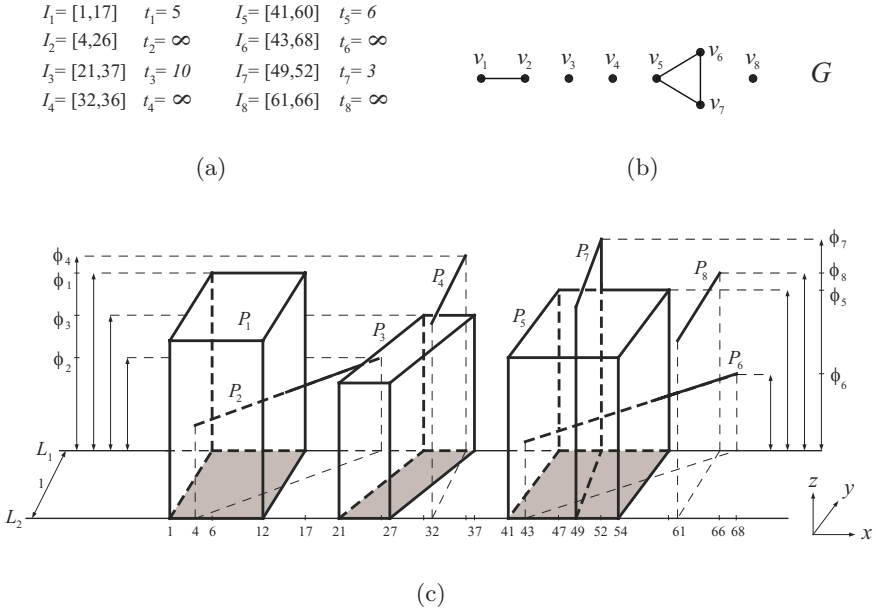 I₁= [1,17] t₁= 5 I₅= [41,60] t₅= 6
I₂= [4,26] t₂= ∞ I₆= [43,68] t₆= ∞
I₃= [21,37] t₃= 10 I₇= [49,52] t₇= 3
I₄= [32,36] t₄= ∞ I₈= [61,66] t₈= ∞
v₁ v₂ v₃ v₄ v₅ v₆ v₇ v₈ G
(a) (b)
ϕ₄ ϕ₁ ϕ₃ ϕ₂
P₁ P₂ P₃ P₄ P₅ P₆ P₇ P₈
ϕ₇ ϕ₈ ϕ₅ ϕ₆
L₁
1
L₂
z y x
1 4 6 12 17 21 27 32 37 41 43 47 49 52 54 61 66 68
(c)